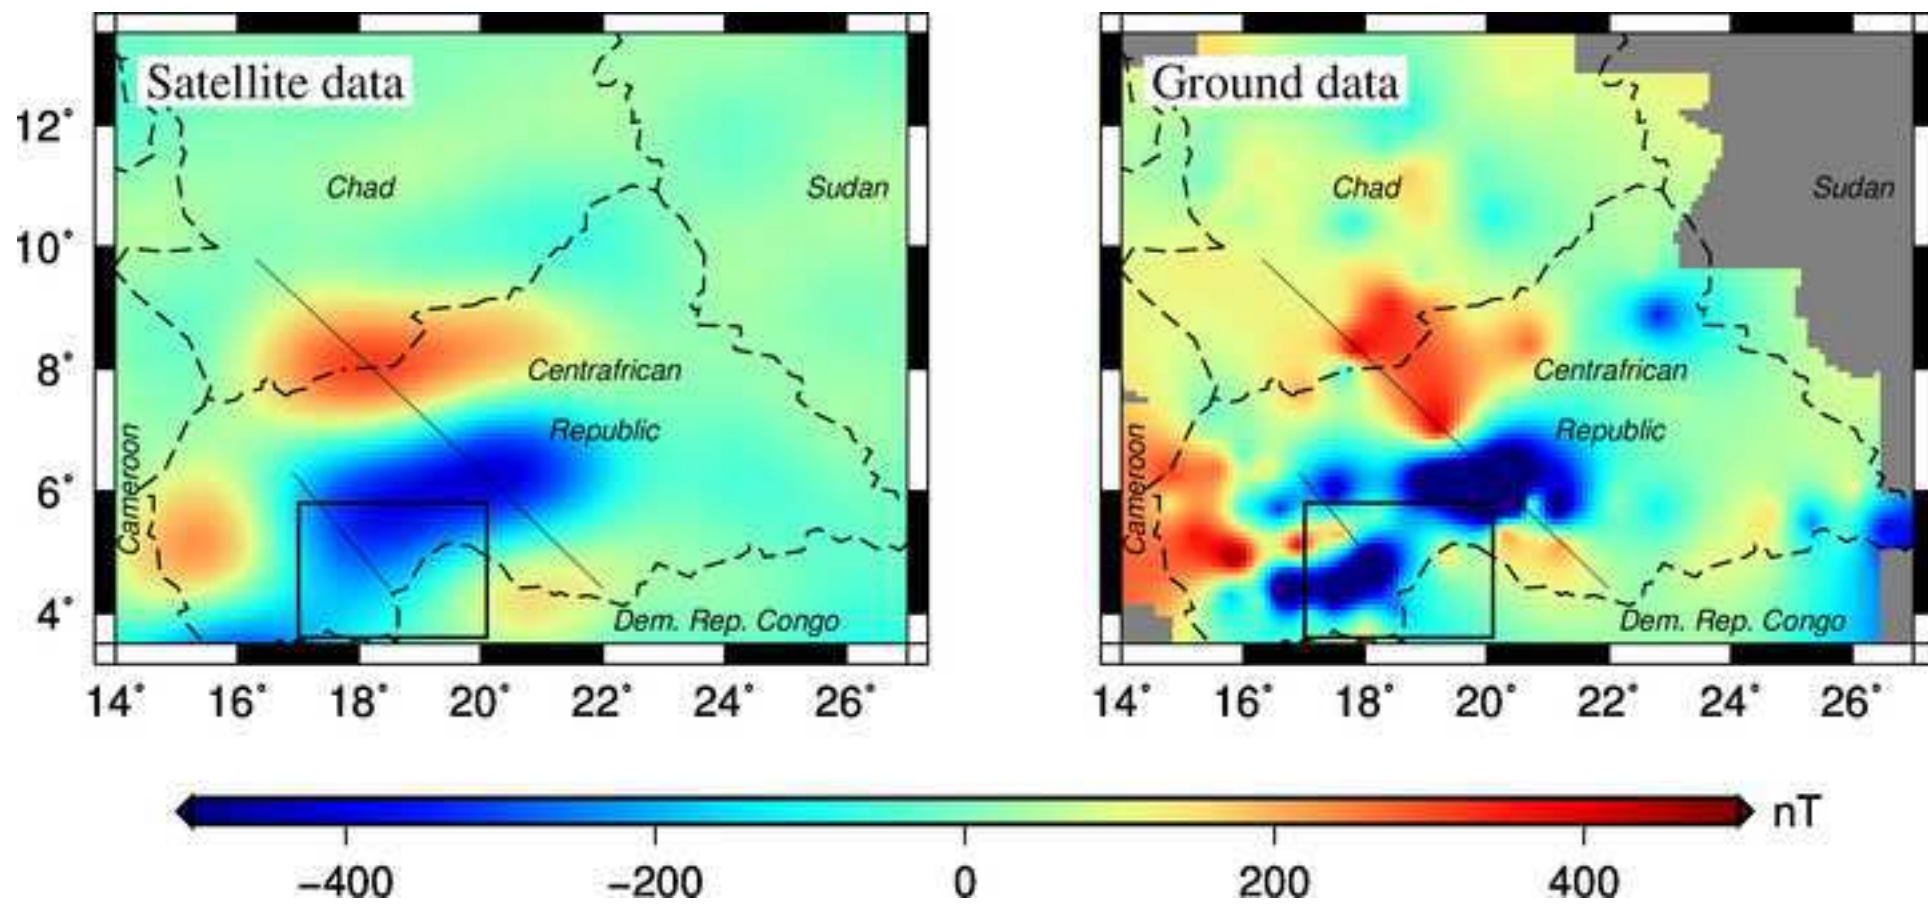 Satellite data
Ground data
12°
10°
8°
6°
4°
Chad
Sudan
Centrafrican
Republic
Cameroon
Dem. Rep. Congo
Chad
Sudan
Centrafrican
Republic
Cameroon
Dem. Rep. Congo
14° 16° 18° 20° 22° 24° 26°
14° 16° 18° 20° 22° 24° 26°
nT
−400 −200 0 200 400